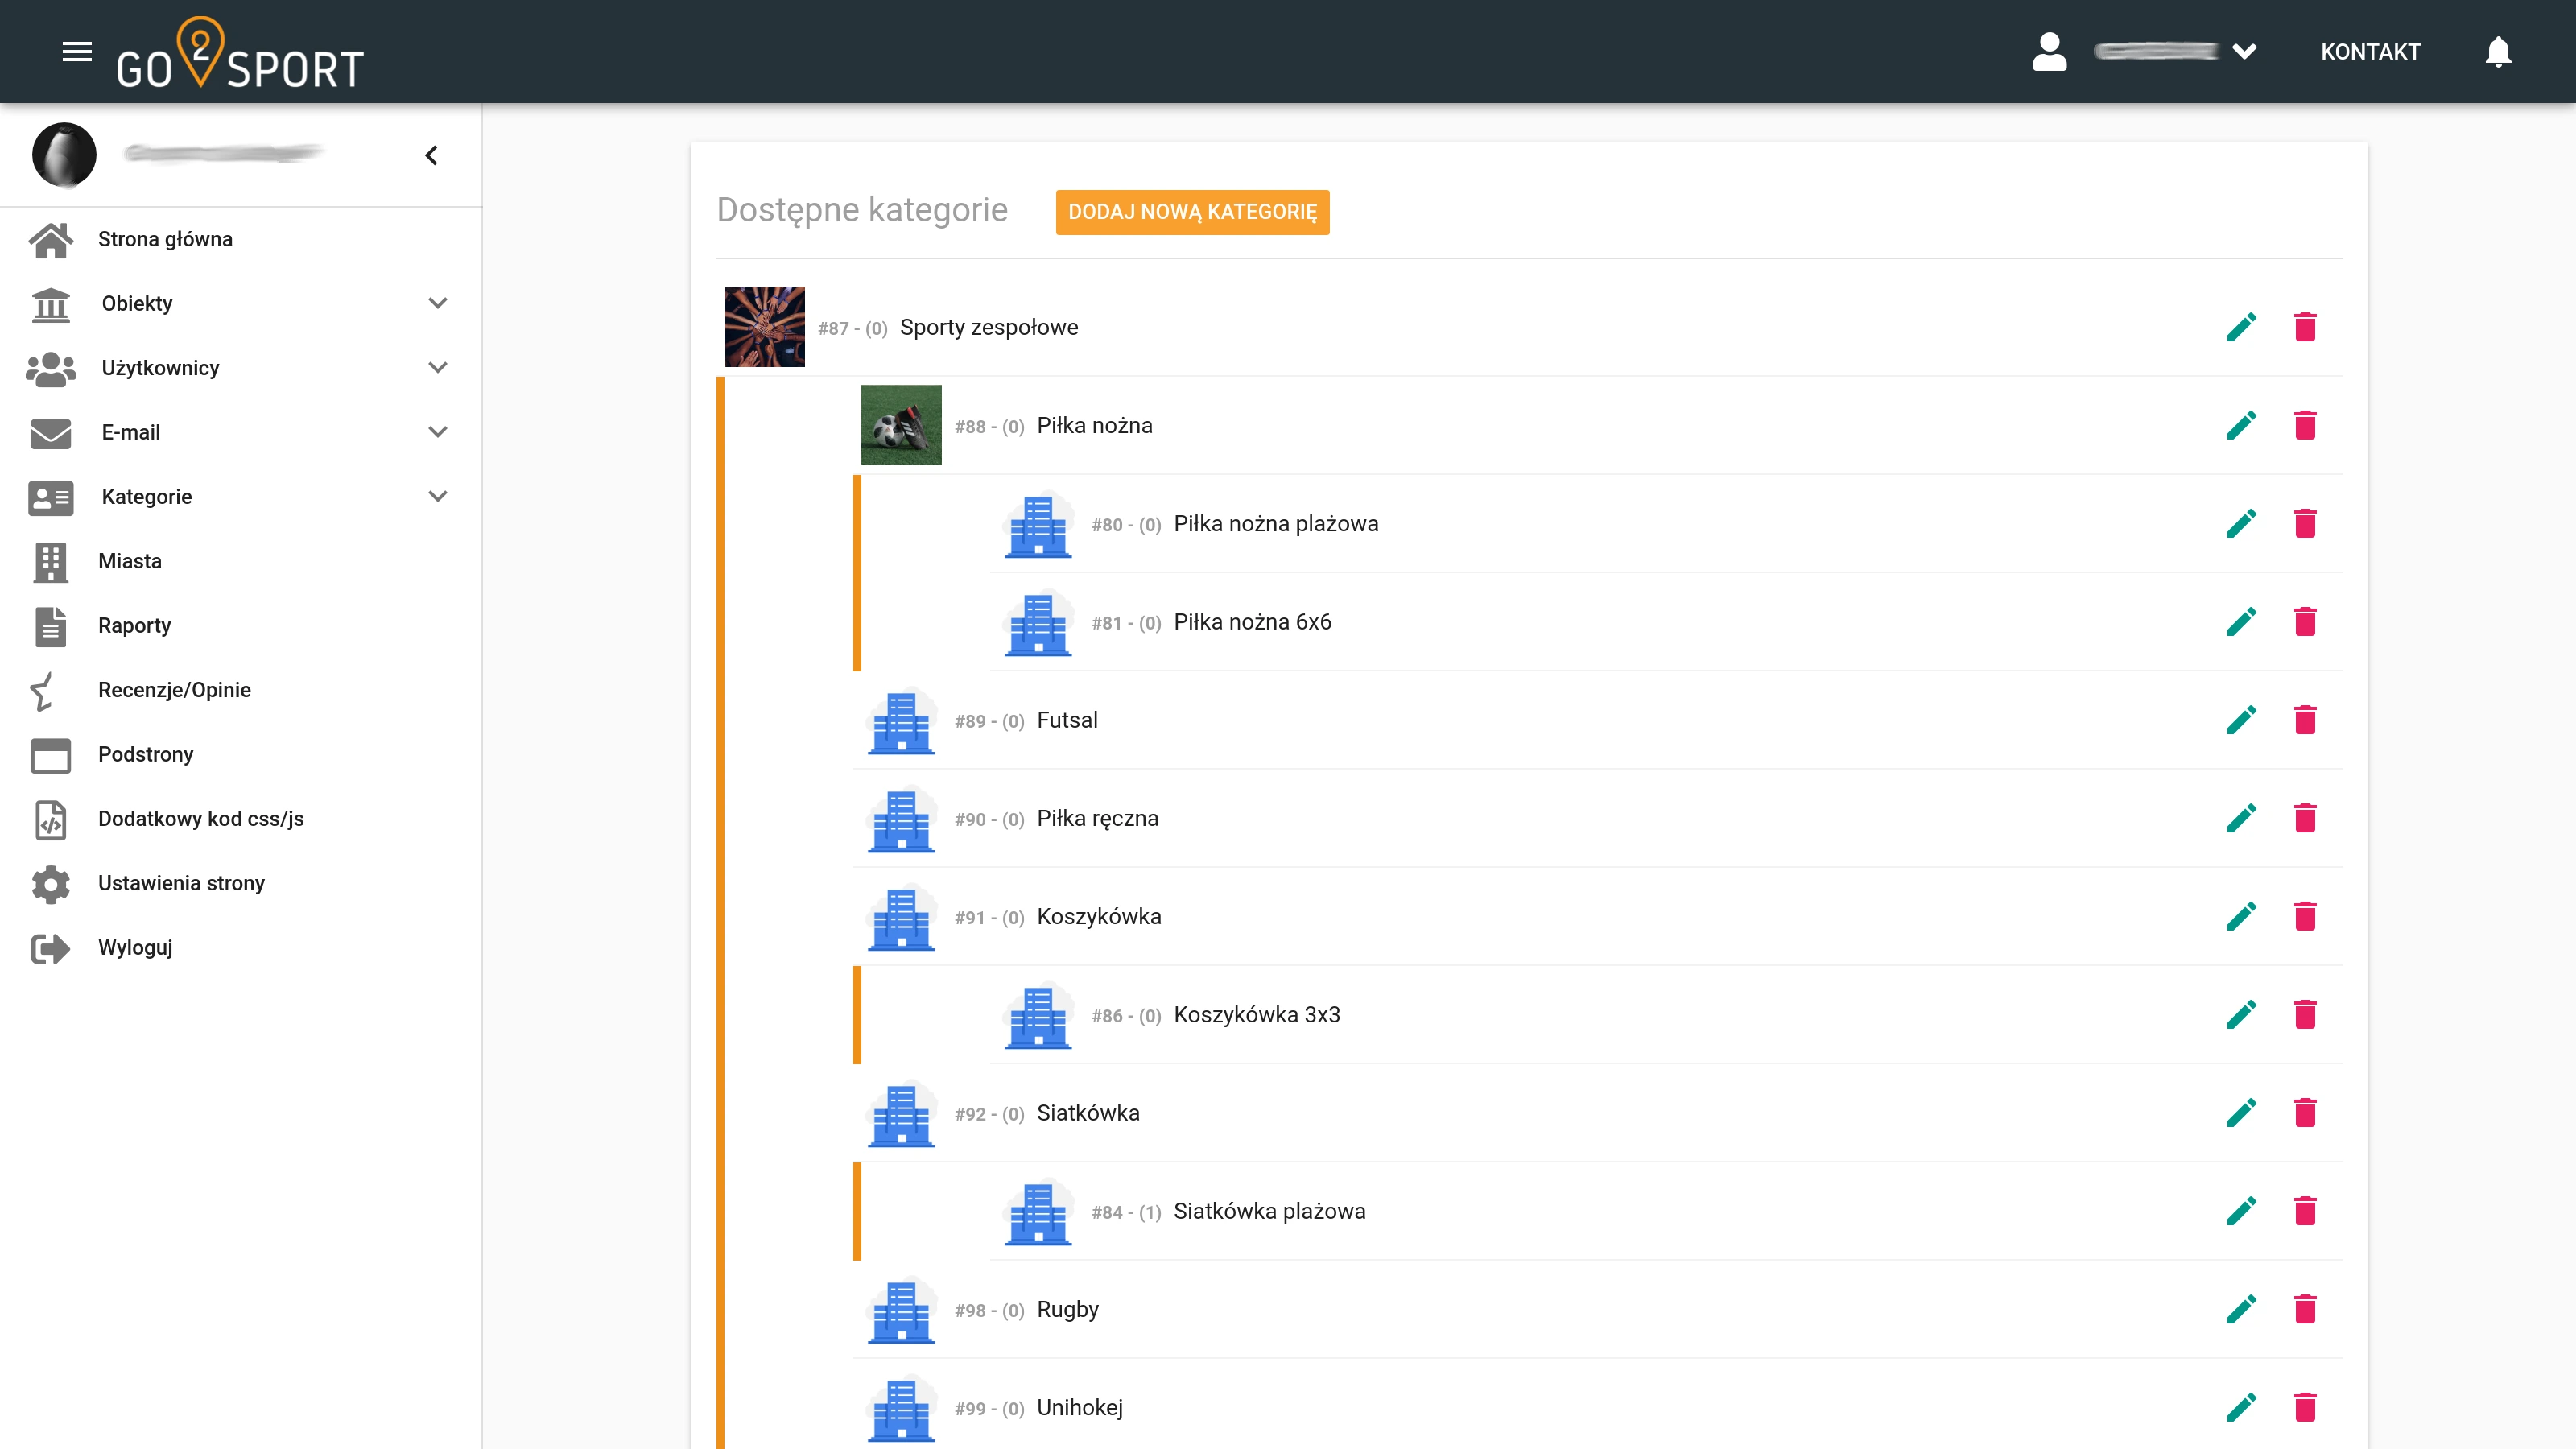 GO 2 SPORT
KONTAKT
Strona główna
Obiekty
Użytkownicy
E-mail
Kategorie
Miasta
Raporty
Recenzje/Opinie
Podstrony
Dodatkowy kod css/js
Ustawienia strony
Wyloguj
Dostępne kategorie
DODAJ NOWĄ KATEGORIĘ
#87 - (0) Sporty zespołowe
#88 - (0) Piłka nożna
#80 - (0) Piłka nożna plażowa
#81 - (0) Piłka nożna 6x6
#89 - (0) Futsal
#90 - (0) Piłka ręczna
#91 - (0) Koszykówka
#86 - (0) Koszykówka 3x3
#92 - (0) Siatkówka
#84 - (1) Siatkówka plażowa
#98 - (0) Rugby
#99 - (0) Unihokej